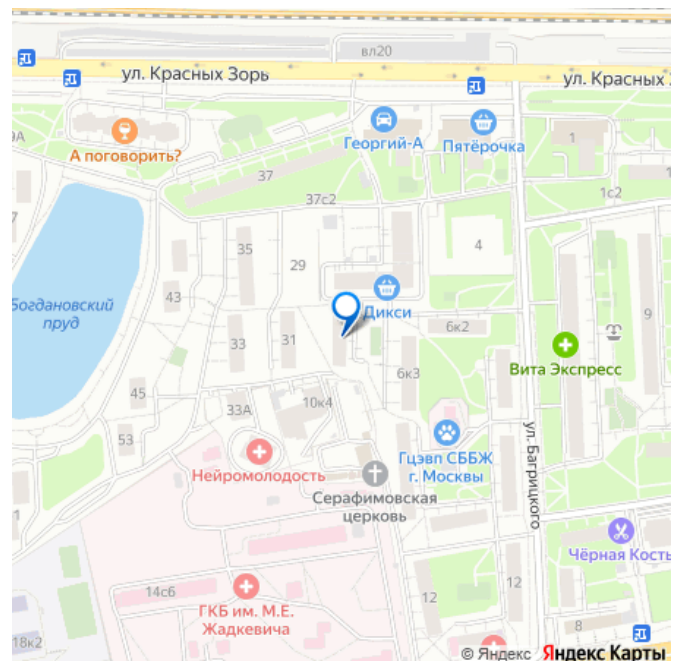 вл20
ул. Красных Зорь
ул. Красных
9А
А поговорить?
Георгий-А
Пятёрочка
1
37
37с2
1с2
35
29
4
43
Богдановский
пруд
Дикси
6к2
9
33
31
6к3
Вита Экспресс
45
33А
10к4
53
Нейромолодость
Гцэвп СББЖ
г. Москвы
ул. Багрицкого
Серафимовская
церковь
1
Чёрная Кость
14с6
12
12
ГКБ им. М.Е.
Жадкевича
8
18к2
© Яндекс Яндекс Карты